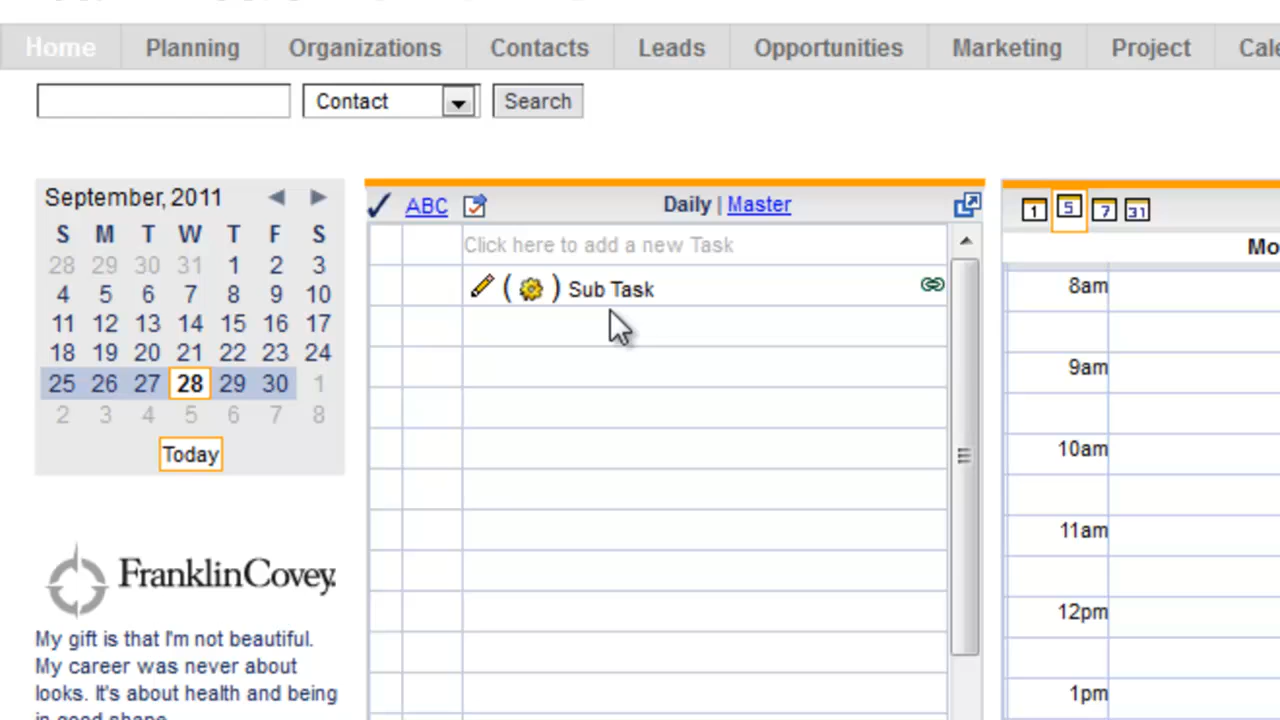 Home Planning Organizations Contacts Leads Opportunities Marketing Project
Contact Search
September, 2011
S M T W T F S
28 29 30 31 1 2 3
4 5 6 7 8 9 10
11 12 13 14 15 16 17
18 19 20 21 22 23 24
25 26 27 28 29 30 1
2 3 4 5 6 7 8
Today
FranklinCovey
My gift is that I'm not beautiful.
My career was never about
looks. It's about health and being
in good shape.
ABC Daily | Master
Click here to add a new Task
( ) Sub Task
1 5 7 31
8am
9am
10am
11am
12pm
1pm